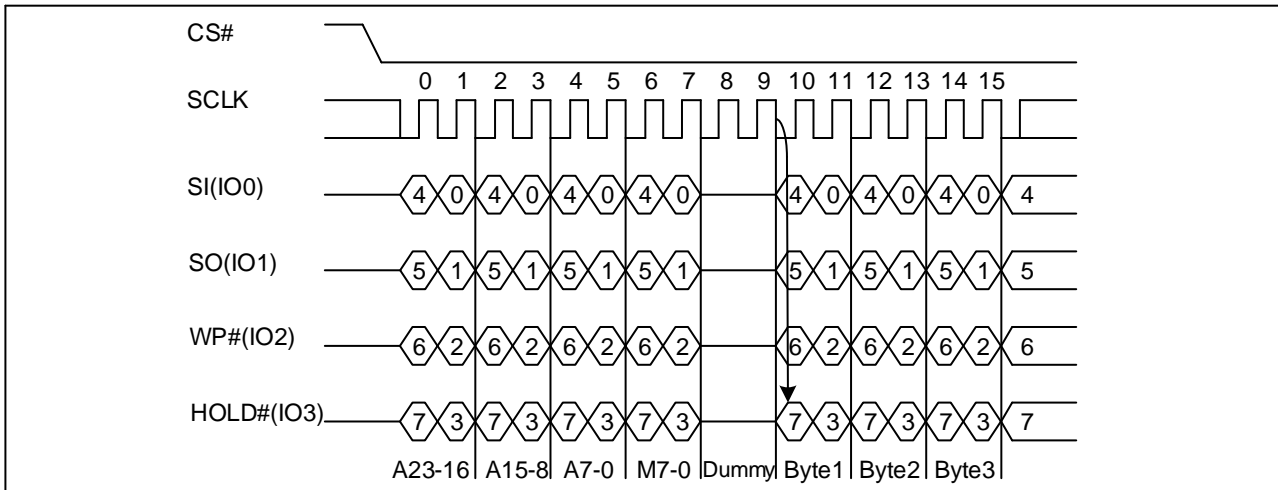 CS#
0 1 2 3 4 5 6 7 8 9 10 11 12 13 14 15
SCLK
SI(IO0) 4 0 4 0 4 0 4 0 4 0 4 0 4 0 4
SO(IO1) 5 1 5 1 5 1 5 1 5 1 5 1 5 1 5
WP#(IO2) 6 2 6 2 6 2 6 2 6 2 6 2 6 2 6
HOLD#(IO3) 7 3 7 3 7 3 7 3 7 3 7 3 7 3 7
A23-16 A15-8 A7-0 M7-0 Dummy Byte1 Byte2 Byte3